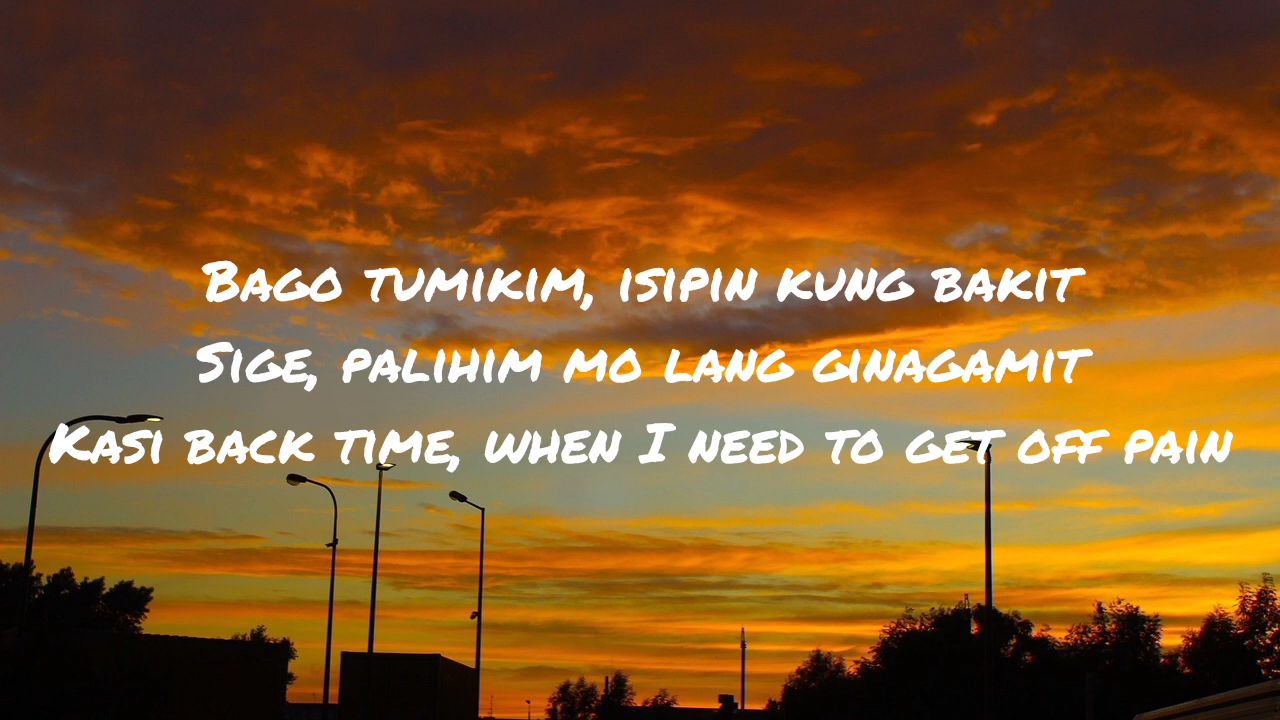 Bago tumikim, isipin kung bakit
Sige, palihim mo lang ginagamit
Kasi back time, when I need to get off pain